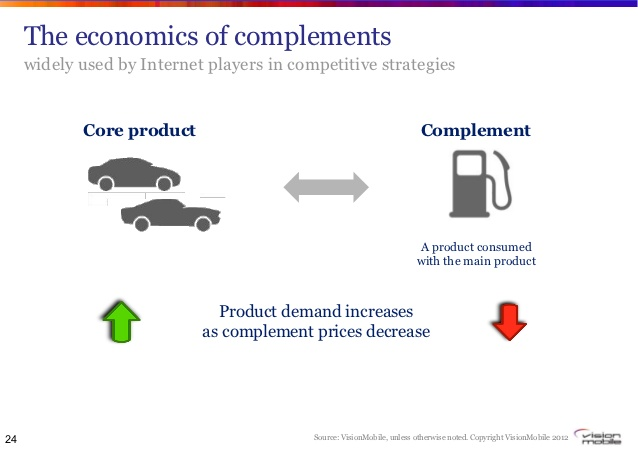 The economics of complements
widely used by Internet players in competitive strategies
Core product
Complement
A product consumed
with the main product
Product demand increases
as complement prices decrease
24
Source: VisionMobile, unless otherwise noted. Copyright VisionMobile 2012
vision
mobile